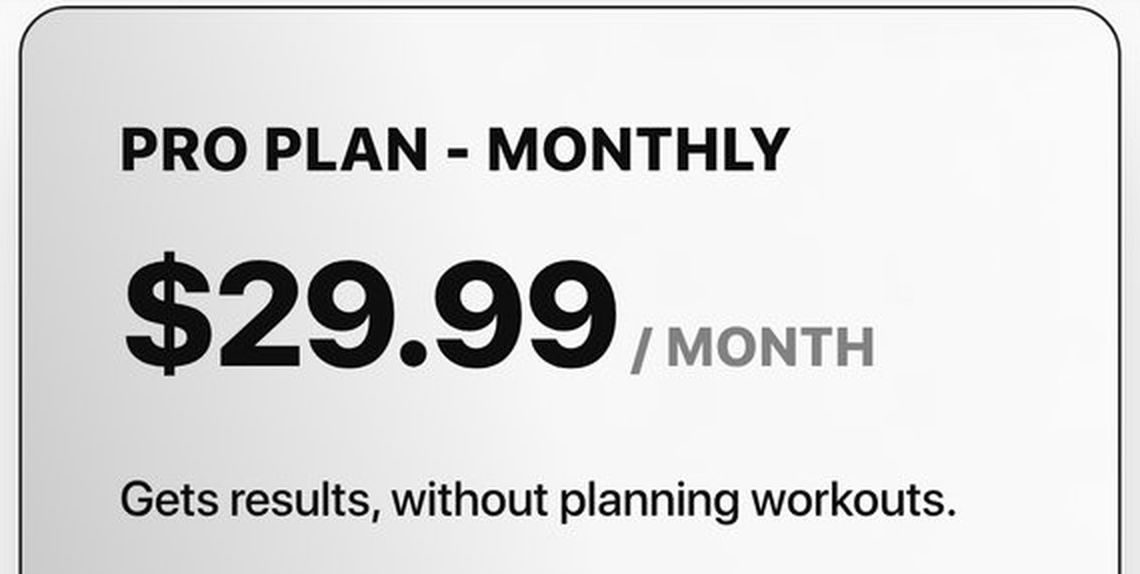 PRO PLAN - MONTHLY
$29.99 / MONTH
Gets results, without planning workouts.